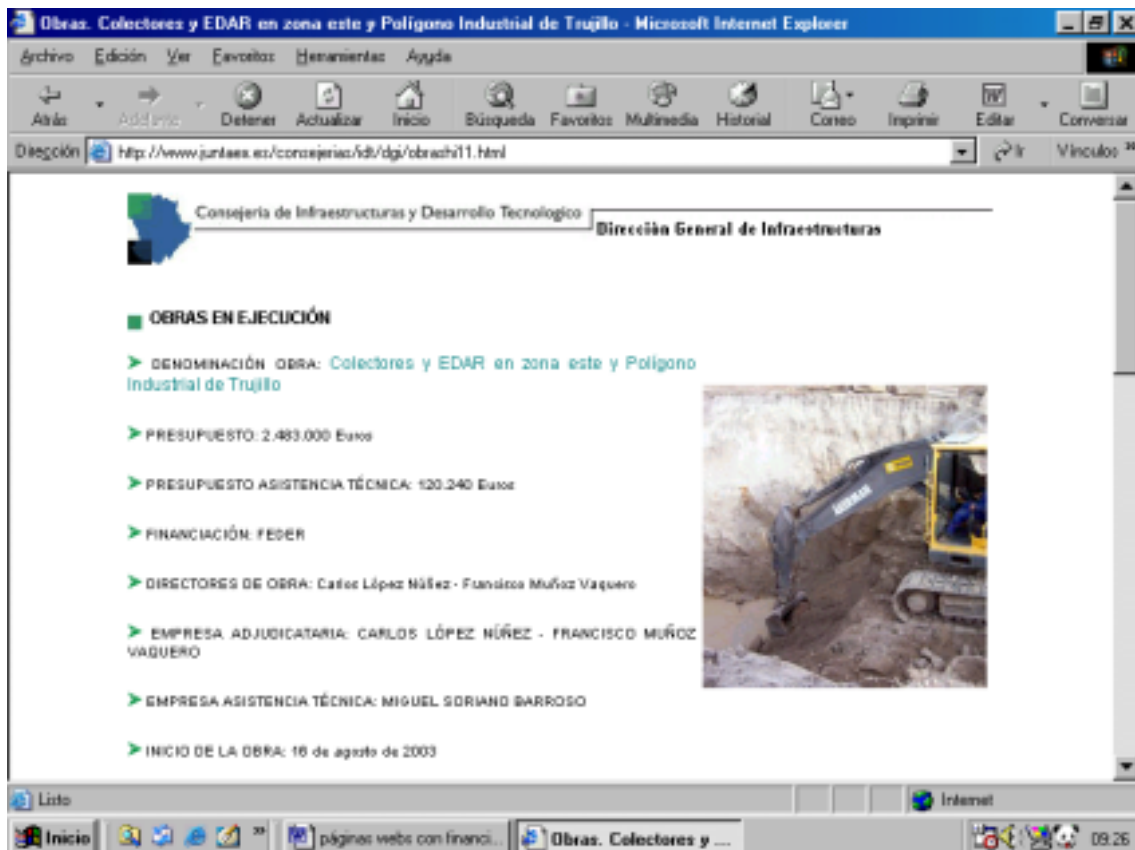 Obras. Colectores y EDAR en zona este y Polígono Industrial de Trujillo - Microsoft Internet Explorer
Archivo Edición Ver Favoritos Herramientas Ayuda
Atrás Adelante Detener Actualizar Inicio Búsqueda Favoritos Multimedia Historial Correo Imprimir Editar Conversar
Dirección http://www.juntaex.es/consejerias/idt/dgi/obrashi11.html Ir Vínculos »
Consejería de Infraestructuras y Desarrollo Tecnologico
Dirección General de Infraestructuras
OBRAS EN EJECUCIÓN
DENOMINACIÓN OBRA: Colectores y EDAR en zona este y Polígono
Industrial de Trujillo
PRESUPUESTO: 2.483.000 Euros
PRESUPUESTO ASISTENCIA TÉCNICA: 120.240 Euros
FINANCIACIÓN: FEDER
DIRECTORES DE OBRA: Carlos López Núñez - Francisco Muñoz Vaquero
EMPRESA ADJUDICATARIA: CARLOS LÓPEZ NÚÑEZ - FRANCISCO MUÑOZ
VAQUERO
EMPRESA ASISTENCIA TÉCNICA: MIGUEL SORIANO BARROSO
INICIO DE LA OBRA: 16 de agosto de 2003
Listo Internet
Inicio » páginas webs con financi... Obras. Colectores y .... 09:26